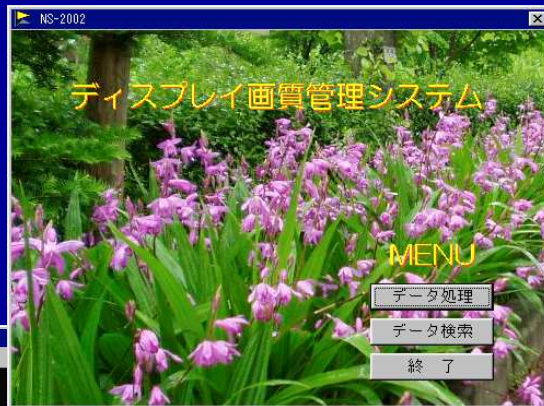 NS-2002
ディスプレイ画質管理システム
MENU
データ処理
データ検索
終 了